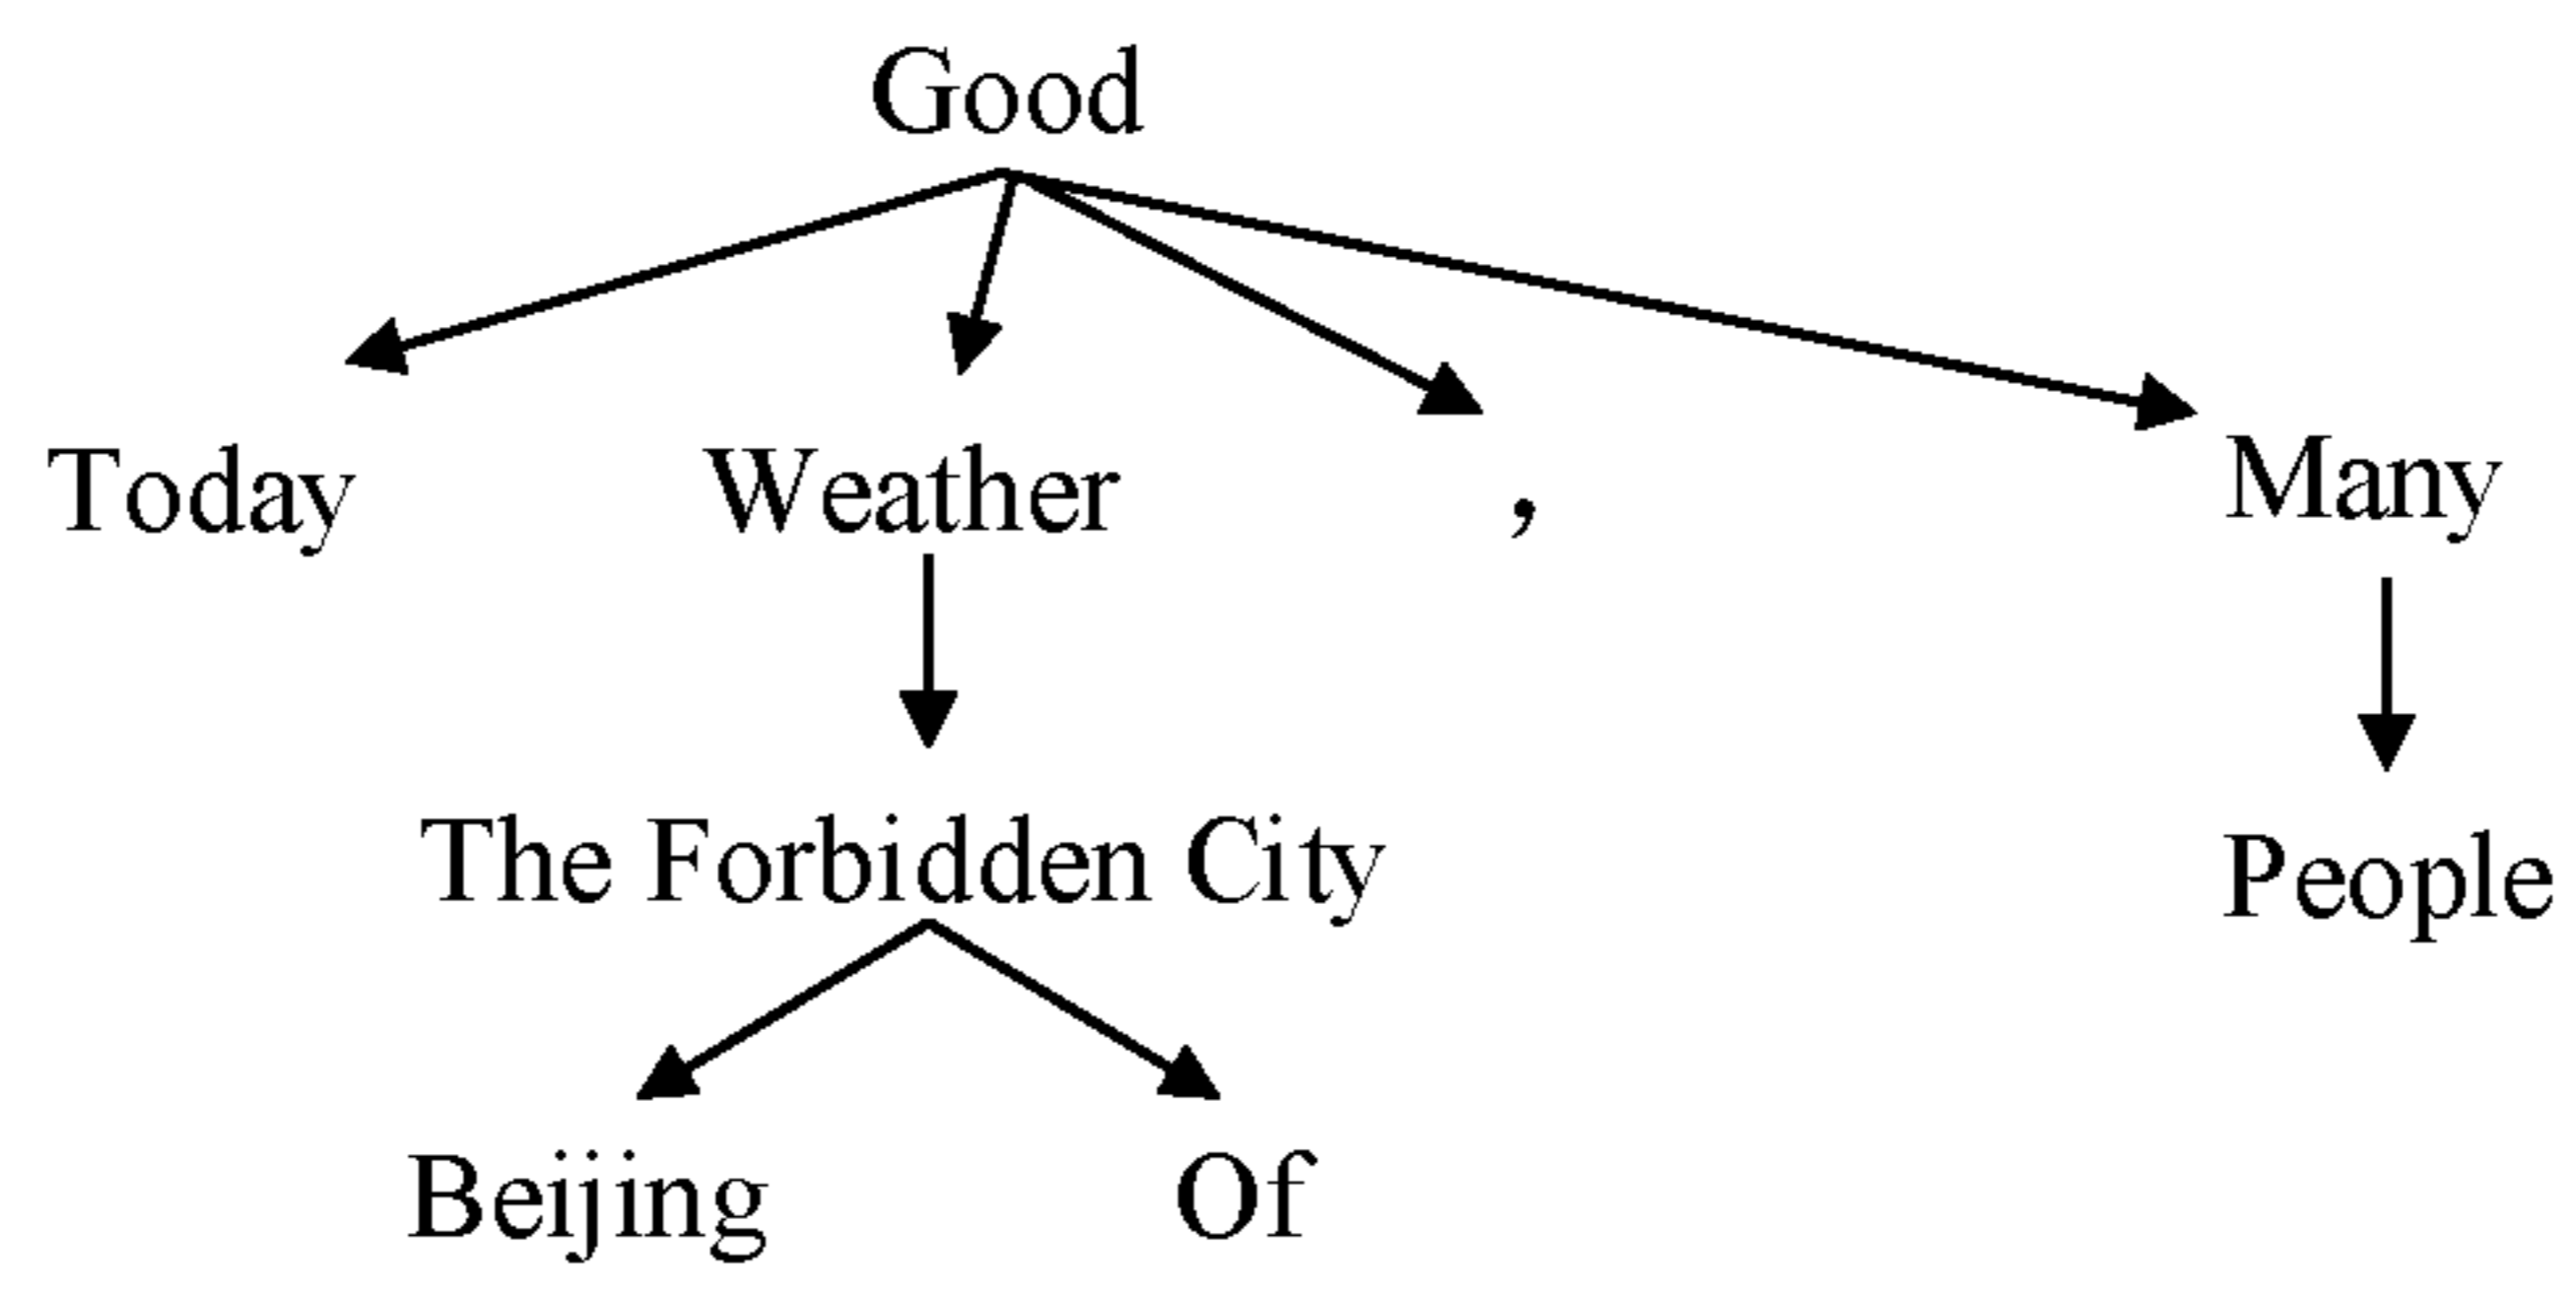 Good
Today Weather , Many
The Forbidden City People
Beijing Of